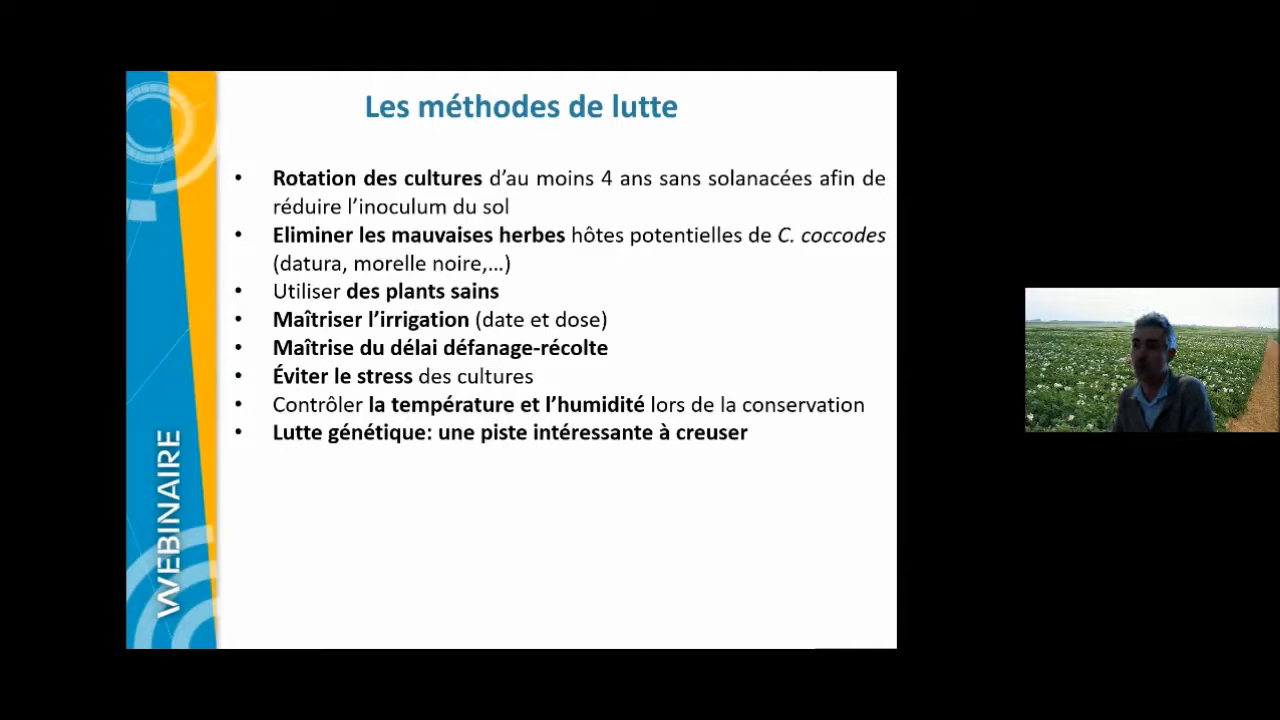 Les méthodes de lutte
• Rotation des cultures d’au moins 4 ans sans solanacées afin de
réduire l’inoculum du sol
• Eliminer les mauvaises herbes hôtes potentielles de C. coccodes
(datura, morelle noire,…)
• Utiliser des plants sains
• Maîtriser l’irrigation (date et dose)
• Maîtrise du délai défanage-récolte
• Éviter le stress des cultures
• Contrôler la température et l’humidité lors de la conservation
• Lutte génétique: une piste intéressante à creuser
WEBINAIRE